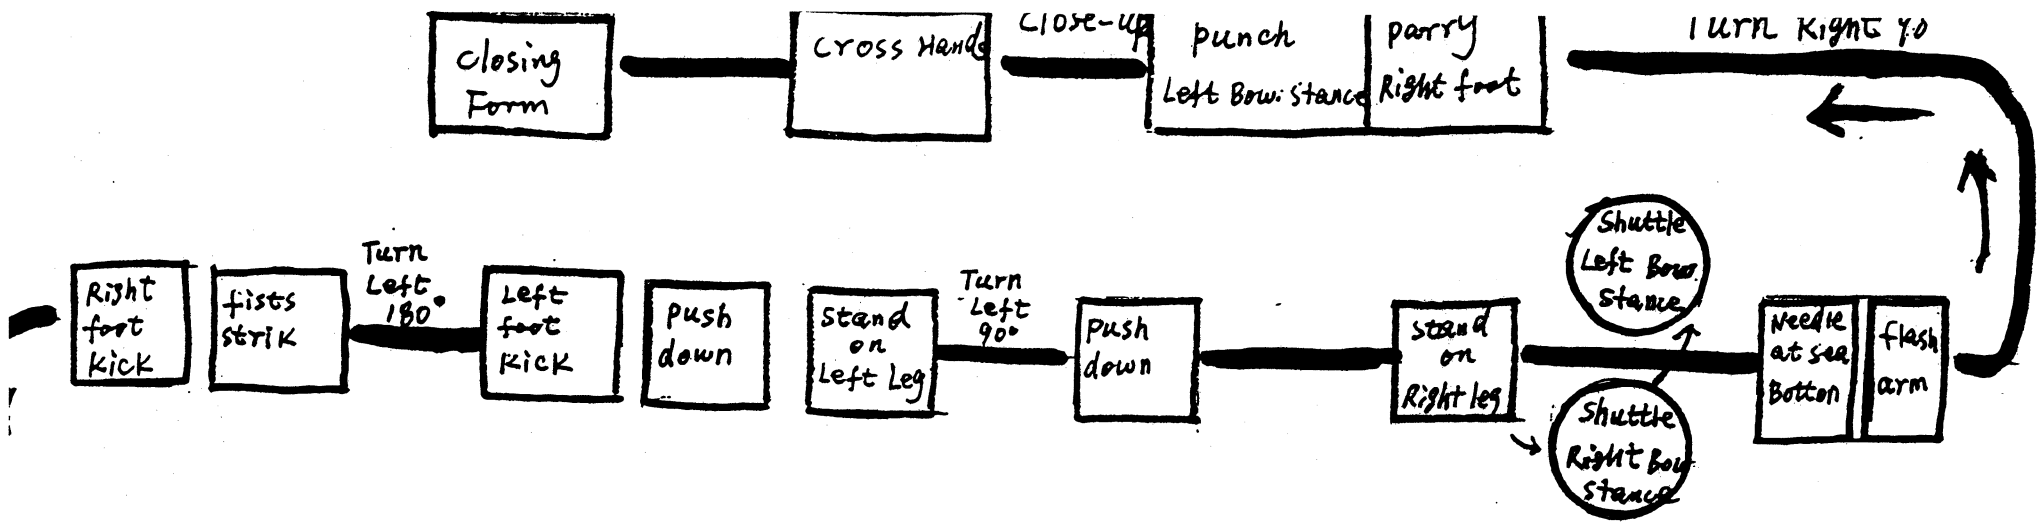 Closing
Form
Cross Hands
Close-up
punch
Left Bow. stance
parry
Right foot
Turn Right 90
Right
foot
kick
fists
strik
Turn
Left
180°
Left
foot
kick
push
down
stand
on
Left Leg
Turn
Left
90°
push
down
stand
on
Right leg
Shuttle
Left Bow.
stance
Shuttle
Right Bow
stance
Needle
at sea
Botton
flash
arm